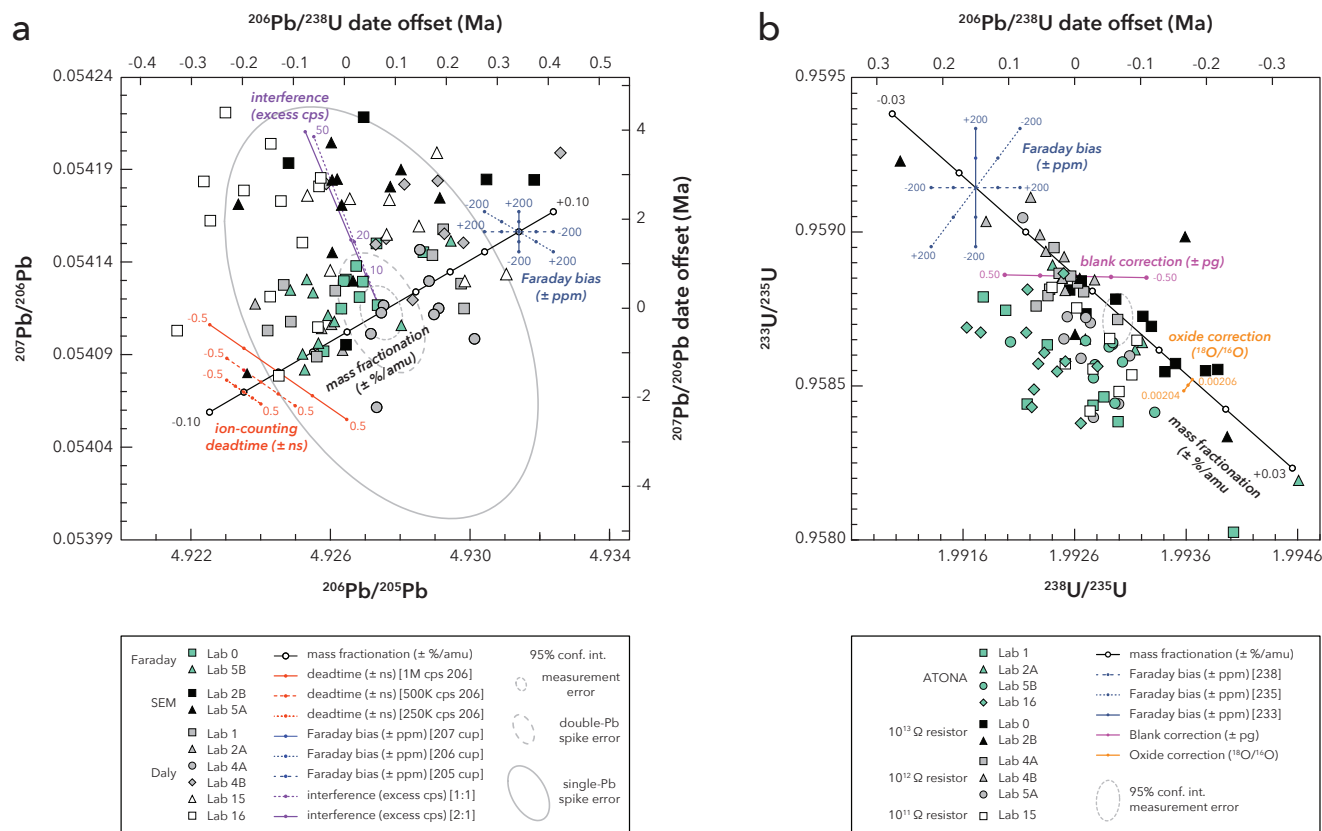 a
206Pb/238U date offset (Ma)
-0.4 -0.3 -0.2 -0.1 0 0.1 0.2 0.3 0.4 0.5
0.05424
0.05419
0.05414
0.05409
0.05404
0.05399
207Pb/206Pb
interference
(excess cps)
50
20
10
+0.10
-200 +200
+200 -200
-200 +200
Faraday bias
(± ppm)
mass fractionation
(± %/amu)
-0.5
-0.5
-0.5
0.5
0.5
0.5
-0.10
ion-counting
deadtime (± ns)
4
2
0
-2
-4
207Pb/206Pb date offset (Ma)
4.922 4.926 4.930 4.934
206Pb/205Pb
Faraday
Lab 0
Lab 5B
SEM
Lab 2B
Lab 5A
Daly
Lab 1
Lab 2A
Lab 4A
Lab 4B
Lab 15
Lab 16
mass fractionation (± %/amu)
deadtime (± ns) [1M cps 206]
deadtime (± ns) [500K cps 206]
deadtime (± ns) [250K cps 206]
Faraday bias (± ppm) [207 cup]
Faraday bias (± ppm) [206 cup]
Faraday bias (± ppm) [205 cup]
interference (excess cps) [1:1]
interference (excess cps) [2:1]
95% conf. int.
measurement
error
double-Pb
spike error
single-Pb
spike error
b
206Pb/238U date offset (Ma)
0.3 0.2 0.1 0 -0.1 -0.2 -0.3
0.9595
0.9590
0.9585
0.9580
233U/235U
-0.03
+200 -200
-200 +200
+200 -200
Faraday bias
(± ppm)
blank correction (± pg)
0.50 -0.50
oxide correction
(18O/16O)
0.00206
0.00204
mass fractionation
(± %/amu
+0.03
1.9916 1.9926 1.9936 1.9946
238U/235U
ATONA
Lab 1
Lab 2A
Lab 5B
Lab 16
1013 Ω resistor
Lab 0
Lab 2B
1012 Ω resistor
Lab 4A
Lab 4B
Lab 5A
1011 Ω resistor
Lab 15
mass fractionation (± %/amu)
Faraday bias (± ppm) [238]
Faraday bias (± ppm) [235]
Faraday bias (± ppm) [233]
Blank correction (± pg)
Oxide correction (18O/16O)
95% conf. int.
measurement error